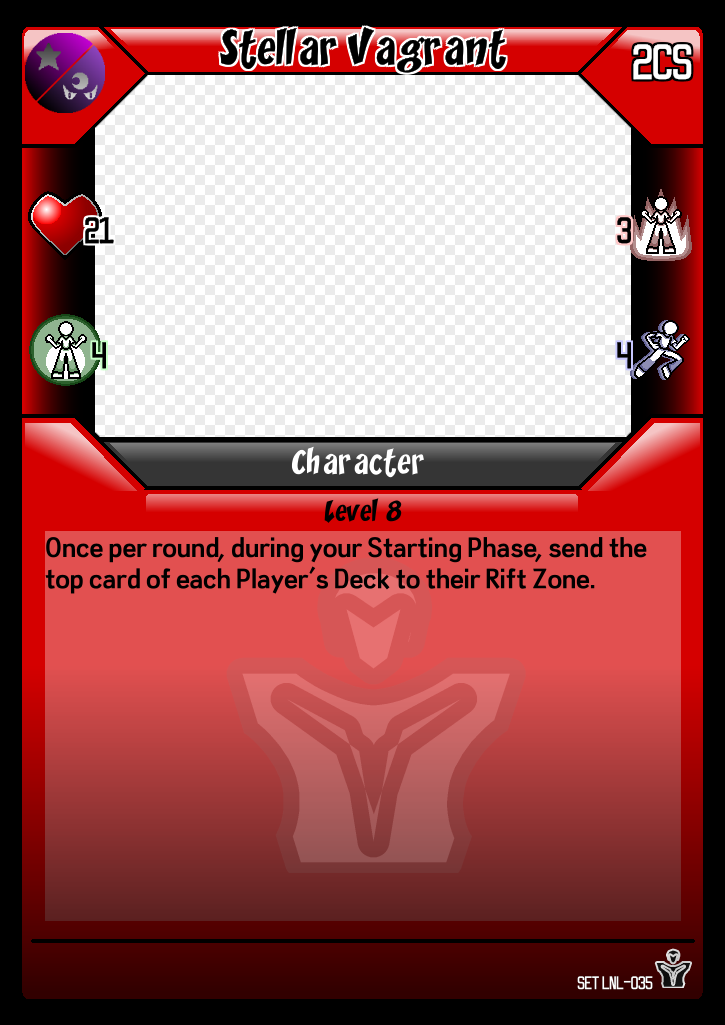 Stellar Vagrant
2CS
21
3
4
4
Character
Level 8
Once per round, during your Starting Phase, send the
top card of each Player's Deck to their Rift Zone.
SET LNL-035